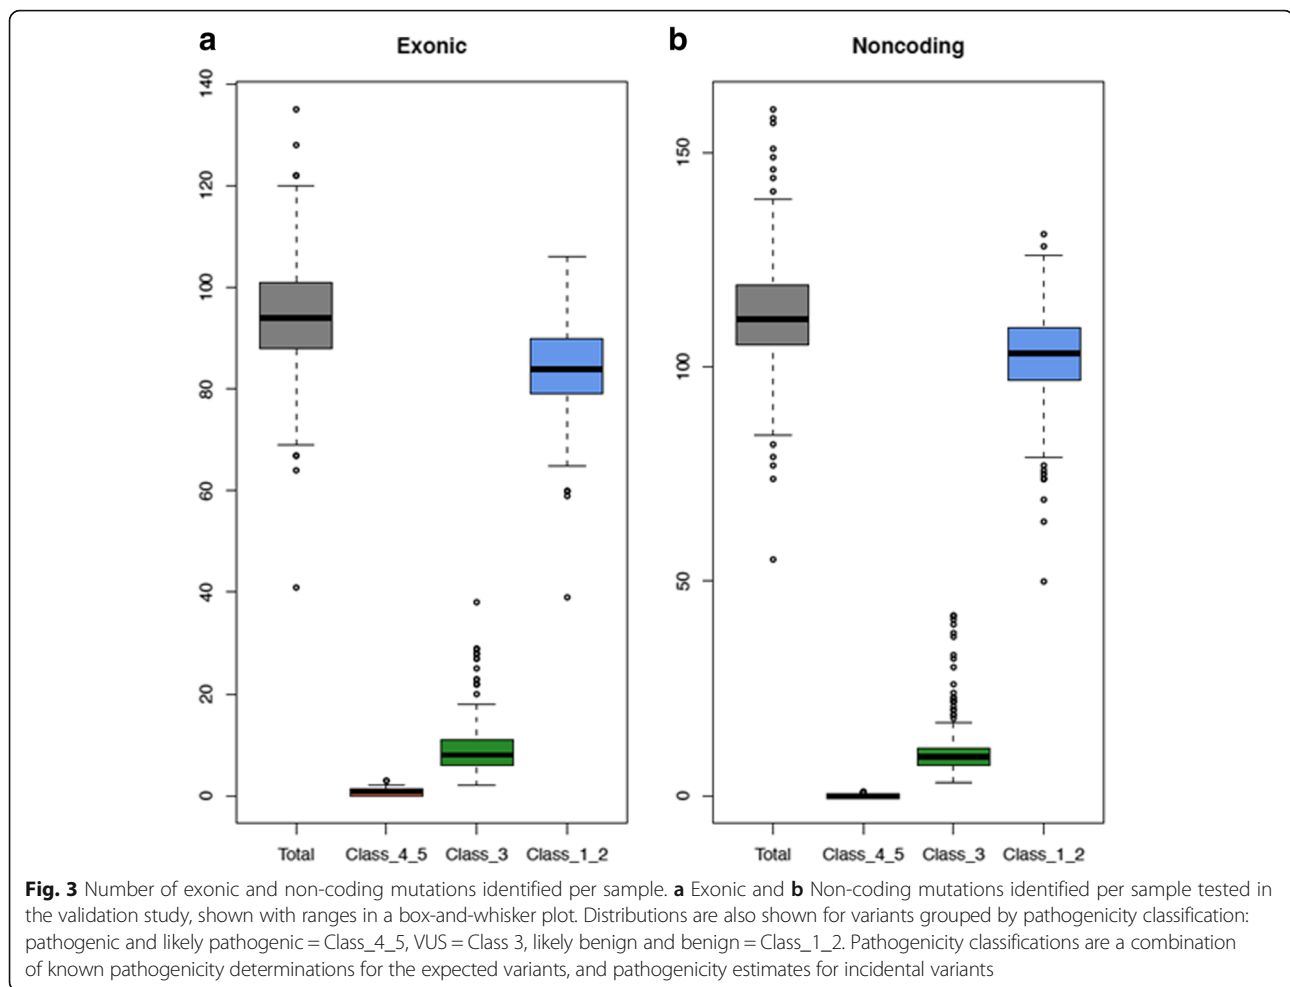 a Exonic
140
120
100
80
60
40
20
0
Total Class_4_5 Class_3 Class_1_2
b Noncoding
150
100
50
0
Total Class_4_5 Class_3 Class_1_2
Fig. 3 Number of exonic and non-coding mutations identified per sample. a Exonic and b Non-coding mutations identified per sample tested in
the validation study, shown with ranges in a box-and-whisker plot. Distributions are also shown for variants grouped by pathogenicity classification:
pathogenic and likely pathogenic = Class_4_5, VUS = Class 3, likely benign and benign = Class_1_2. Pathogenicity classifications are a combination
of known pathogenicity determinations for the expected variants, and pathogenicity estimates for incidental variants